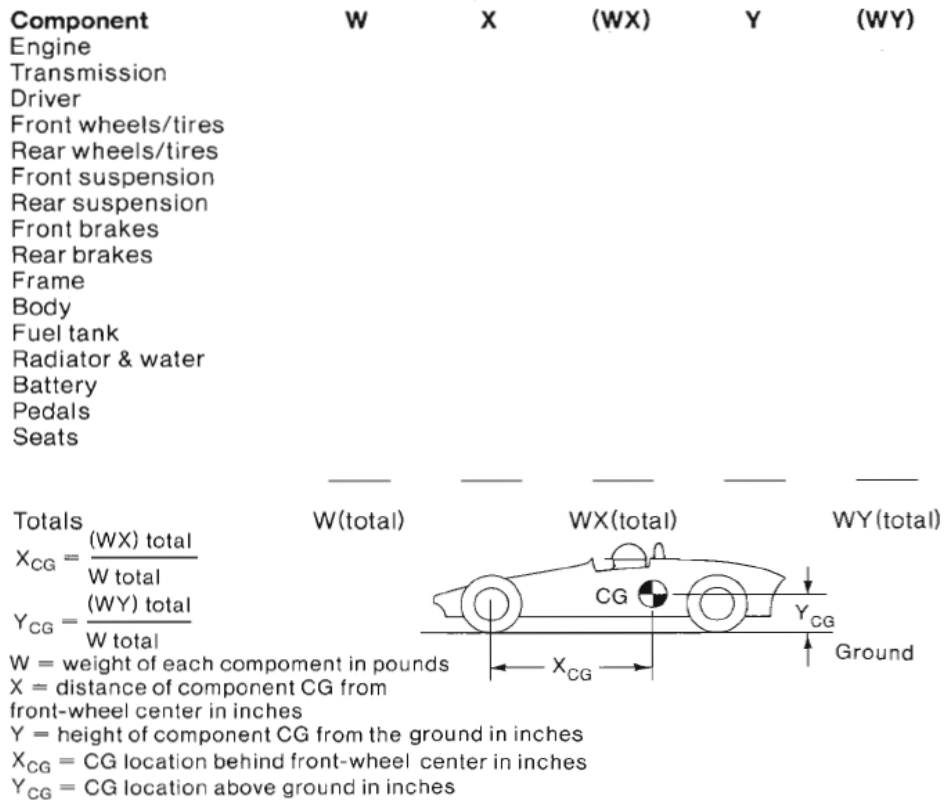 Component W X (WX) Y (WY)
Engine
Transmission
Driver
Front wheels/tires
Rear wheels/tires
Front suspension
Rear suspension
Front brakes
Rear brakes
Frame
Body
Fuel tank
Radiator & water
Battery
Pedals
Seats
Totals W(total) WX(total) WY(total)
X_CG = (WX) total / W total
Y_CG = (WY) total / W total
CG
Y_CG
Ground
X_CG
W = weight of each compoment in pounds
X = distance of component CG from
front-wheel center in inches
Y = height of component CG from the ground in inches
X_CG = CG location behind front-wheel center in inches
Y_CG = CG location above ground in inches